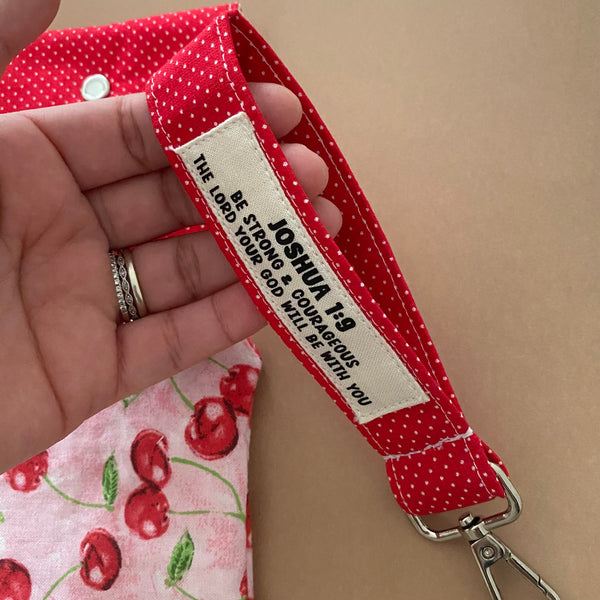 JOSHUA 1:9
BE STRONG & COURAGEOUS
THE LORD YOUR GOD WILL BE WITH YOU